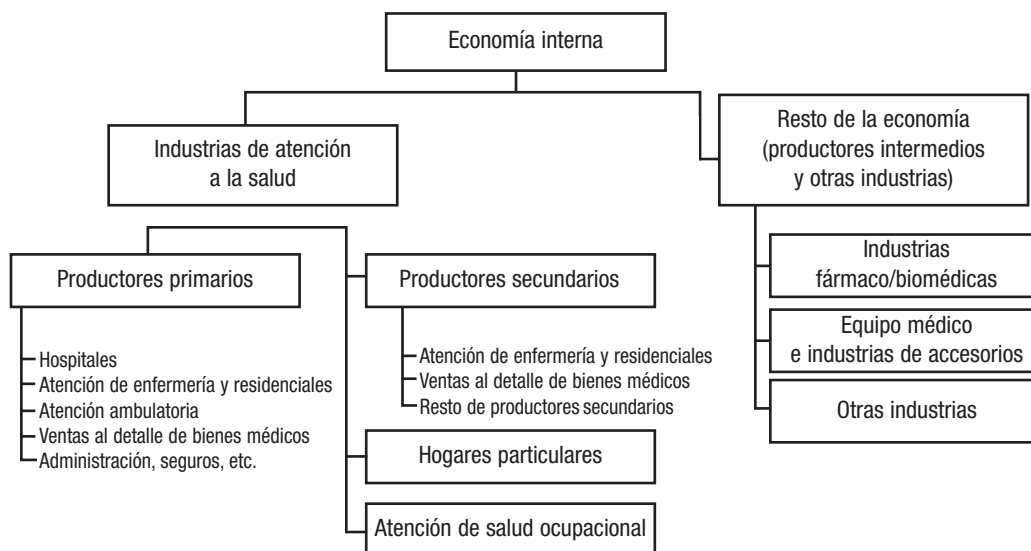 Economía interna
Industrias de atención
a la salud
Resto de la economía
(productores intermedios
y otras industrias)
Productores primarios
Hospitales
Atención de enfermería y residenciales
Atención ambulatoria
Ventas al detalle de bienes médicos
Administración, seguros, etc.
Productores secundarios
Atención de enfermería y residenciales
Ventas al detalle de bienes médicos
Resto de productores secundarios
Hogares particulares
Atención de salud ocupacional
Industrias
fármaco/biomédicas
Equipo médico
e industrias de accesorios
Otras industrias